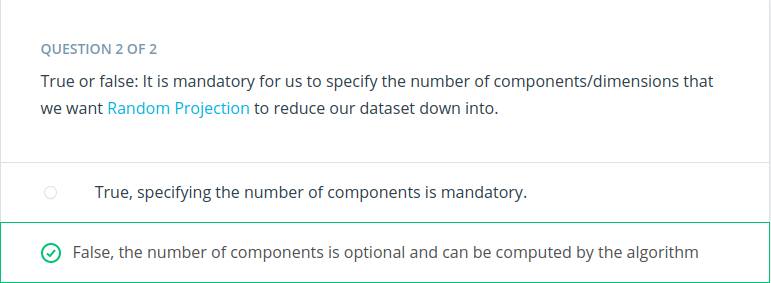 QUESTION 2 OF 2
True or false: It is mandatory for us to specify the number of components/dimensions that
we want Random Projection to reduce our dataset down into.
True, specifying the number of components is mandatory.
False, the number of components is optional and can be computed by the algorithm